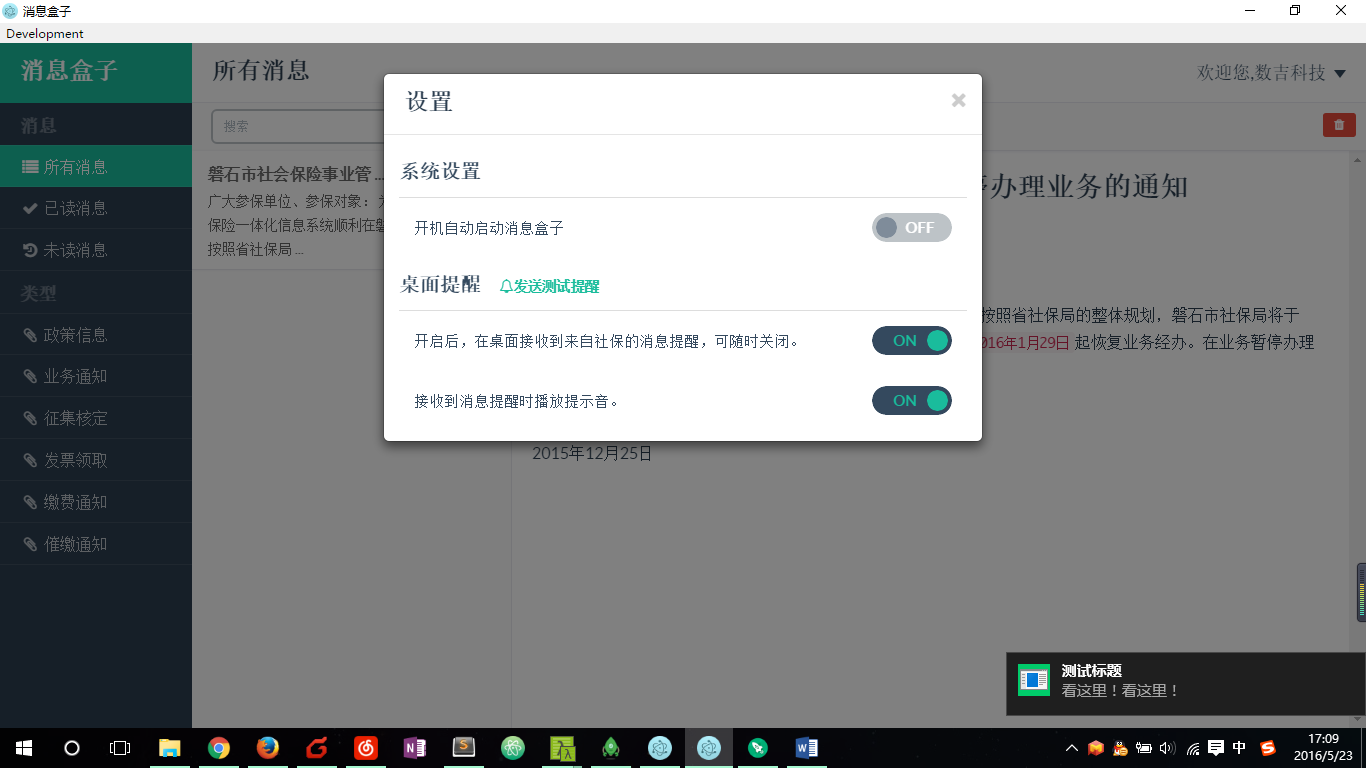 消息盒子
Development
消息盒子
所有消息
欢迎您,数吉科技
消息
所有消息
已读消息
未读消息
类型
政策信息
业务通知
征集核定
发票领取
缴费通知
催缴通知
搜索
磐石市社会保险事业管 ...
广大参保单位、参保对象：
保险一体化信息系统顺利在
按照省社保局 ...
办理业务的通知
按照省社保局的整体规划，磐石市社保局将于
016年1月29日 起恢复业务经办。在业务暂停办理
2015年12月25日
设置
系统设置
开机自动启动消息盒子
OFF
桌面提醒
发送测试提醒
开启后，在桌面接收到来自社保的消息提醒，可随时关闭。
ON
接收到消息提醒时播放提示音。
ON
测试标题
看这里！看这里！
中
17:09
2016/5/23